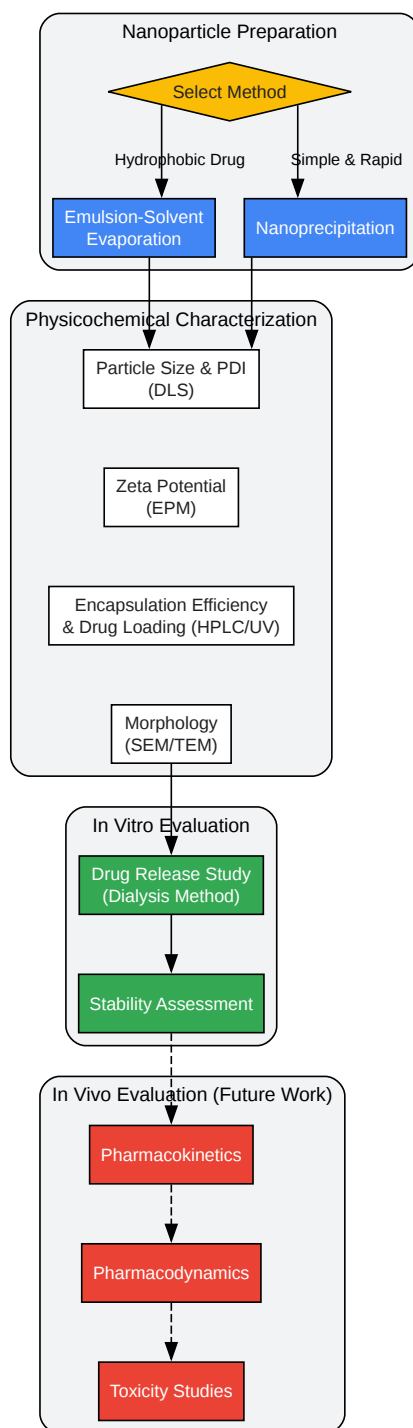 Nanoparticle Preparation
Select Method
Hydrophobic Drug
Simple & Rapid
Emulsion-Solvent
Evaporation
Nanoprecipitation
Physicochemical Characterization
Particle Size & PDI
(DLS)
Zeta Potential
(EPM)
Encapsulation Efficiency
& Drug Loading (HPLC/UV)
Morphology
(SEM/TEM)
In Vitro Evaluation
Drug Release Study
(Dialysis Method)
Stability Assessment
In Vivo Evaluation (Future Work)
Pharmacokinetics
Pharmacodynamics
Toxicity Studies